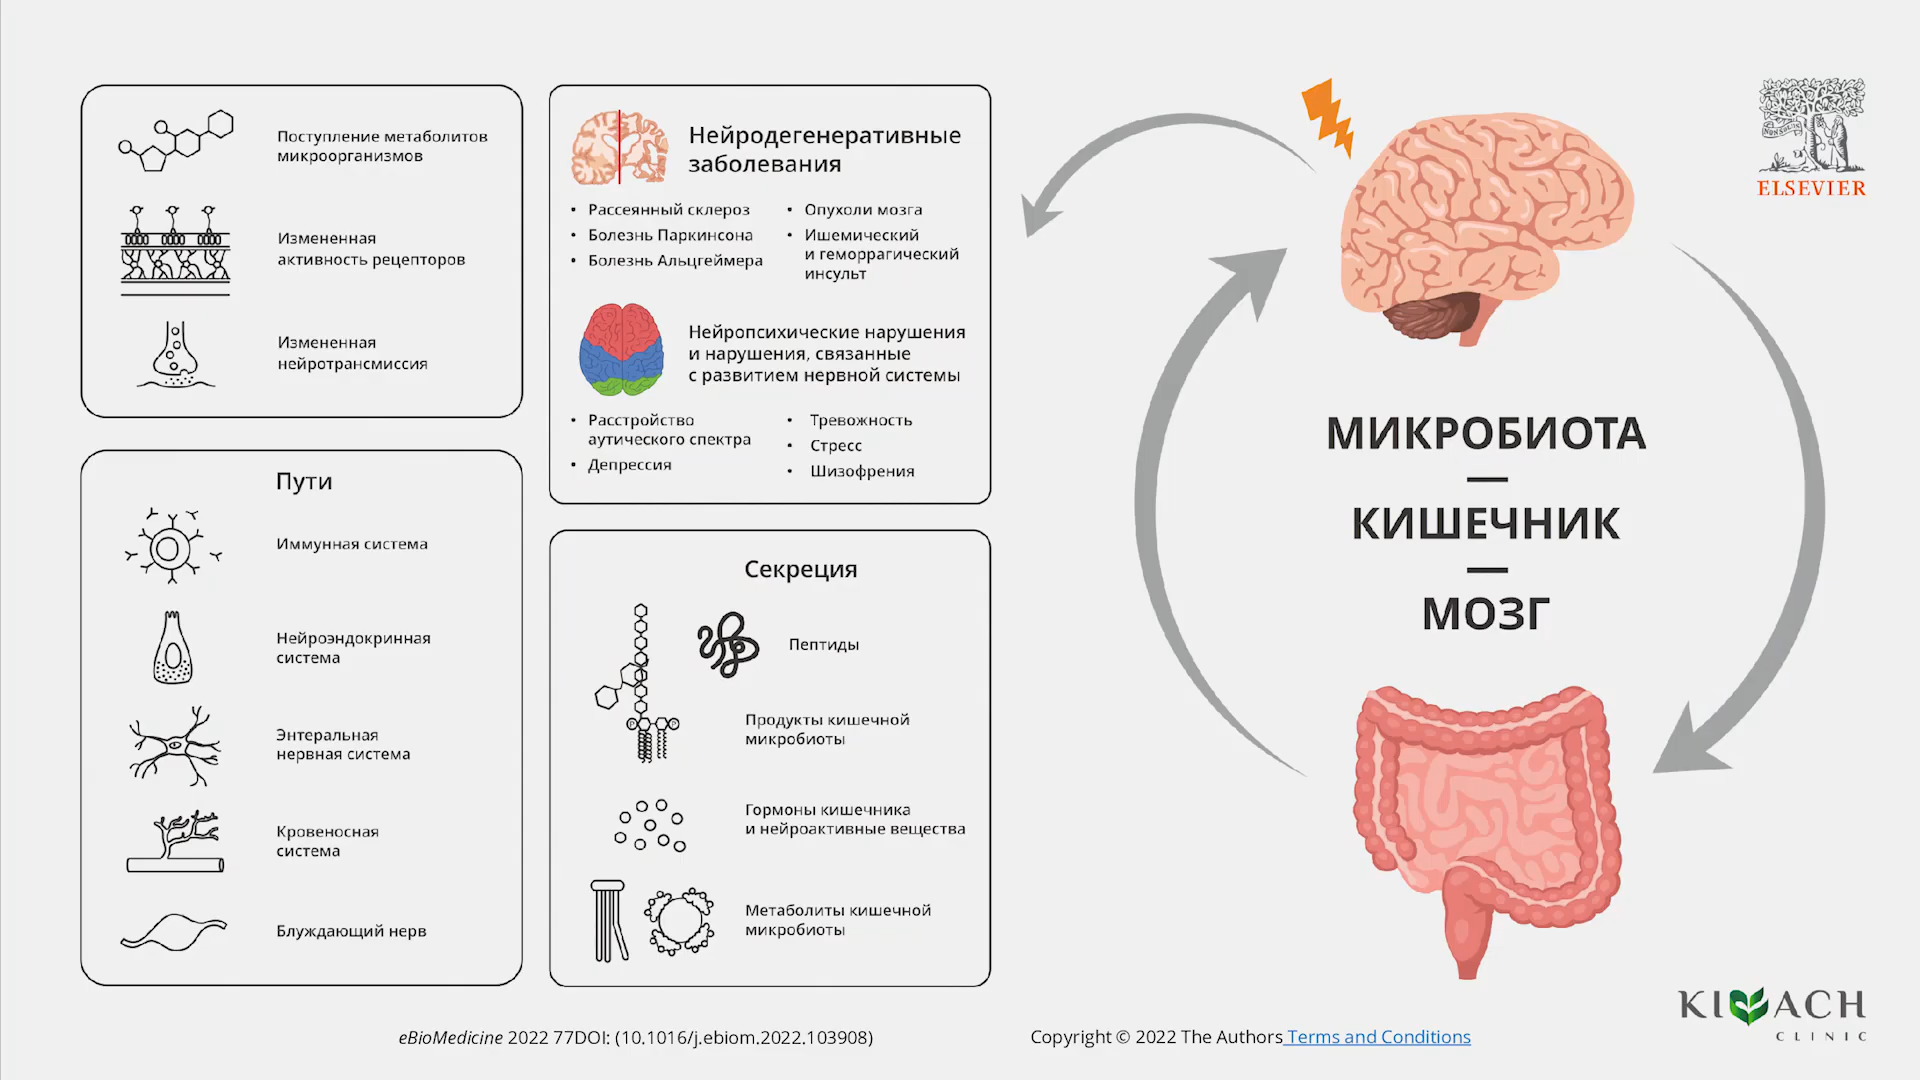 Поступление метаболитов
микроорганизмов
Измененная
активность рецепторов
Измененная
нейротрансмиссия
Пути
Иммунная система
Нейроэндокринная
система
Энтеральная
нервная система
Кровеносная
система
Блуждающий нерв
Нейродегенеративные
заболевания
• Рассеянный склероз
• Болезнь Паркинсона
• Болезнь Альцгеймера
• Опухоли мозга
• Ишемический
и геморрагический
инсульт
Нейропсихические нарушения
и нарушения, связанные
с развитием нервной системы
• Расстройство
аутического спектра
• Депрессия
• Тревожность
• Стресс
• Шизофрения
Секреция
Пептиды
P P
Продукты кишечной
микробиоты
Гормоны кишечника
и нейроактивные вещества
Метаболиты кишечной
микробиоты
МИКРОБИОТА
—
КИШЕЧНИК
—
МОЗГ
NON SOLUS
ELSEVIER
eBioMedicine 2022 77DOI: (10.1016/j.ebiom.2022.103908)
Copyright © 2022 The Authors Terms and Conditions
KIVACH
CLINIC